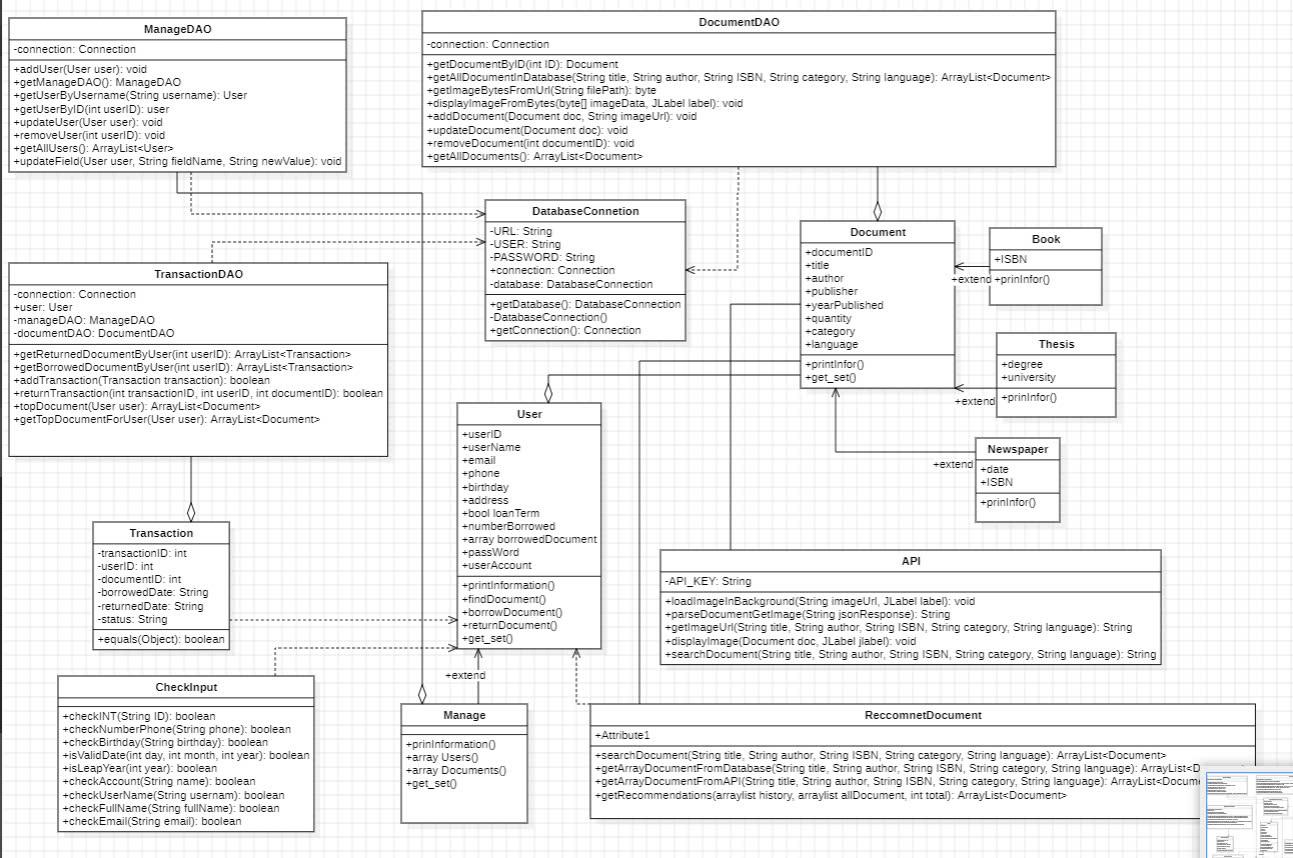 ManageDAO
-connection: Connection
+addUser(User user): void
+getManageDAO(): ManageDAO
+getUserByUsername(String username): User
+getUserByID(int userID): user
+updateUser(User user): void
+removeUser(int userID): void
+getAllUsers(): ArrayList<User>
+updateField(User user, String fieldName, String newValue): void
DocumentDAO
-connection: Connection
+getDocumentByID(int ID): Document
+getAllDocumentInDatabase(String title, String author, String ISBN, String category, String language): ArrayList<Document>
+getImageBytesFromUrl(String filePath): byte
+displayImageFromBytes(byte[] imageData, JLabel label): void
+addDocument(Document doc, String imageUrl): void
+updateDocument(Document doc): void
+removeDocument(int documentID): void
+getAllDocuments(): ArrayList<Document>
DatabaseConnetion
-URL: String
-USER: String
-PASSWORD: String
+connection: Connection
-database: DatabaseConnection
+getDatabase(): DatabaseConnection
-DatabaseConnection()
+getConnection(): Connection
Document
+documentID
+title
+author
+publisher
+yearPublished
+quantity
+category
+language
+printInfor()
+get_set()
Book
+ISBN
+prinInfor()
+extend
Thesis
+degree
+university
+prinInfor()
+extend
Newspaper
+date
+ISBN
+prinInfor()
+extend
TransactionDAO
-connection: Connection
+user: User
-manageDAO: ManageDAO
-documentDAO: DocumentDAO
+getReturnedDocumentByUser(int userID): ArrayList<Transaction>
+getBorrowedDocumentByUser(int userID): ArrayList<Transaction>
+addTransaction(Transaction transaction): boolean
+returnTransaction(int transactionID, int userID, int documentID): boolean
+topDocument(User user): ArrayList<Document>
+getTopDocumentForUser(User user): ArrayList<Document>
User
+userID
+userName
+email
+phone
+birthday
+address
+bool loanTerm
+numberBorrowed
+array borrowedDocument
+passWord
+userAccount
+printInformation()
+findDocument()
+borrowDocument()
+returnDocument()
+get_set()
Transaction
-transactionID: int
-userID: int
-documentID: int
-borrowedDate: String
-returnedDate: String
-status: String
+equals(Object): boolean
API
-API_KEY: String
+loadImageInBackground(String imageUrl, JLabel label): void
+parseDocumentGetImage(String jsonResponse): String
+getImageUrl(String title, String author, String ISBN, String category, String language): String
+displayImage(Document doc, JLabel jlabel): void
+searchDocument(String title, String author, String ISBN, String category, String language): String
CheckInput
+checkINT(String ID): boolean
+checkNumberPhone(String phone): boolean
+checkBirthday(String birthday): boolean
+isValidDate(int day, int month, int year): boolean
+isLeapYear(int year): boolean
+checkAccount(String name): boolean
+checkUserName(String usernam): boolean
+checkFullName(String fullName): boolean
+checkEmail(String email): boolean
+extend
Manage
+prinInformation()
+array Users()
+array Documents()
+get_set()
ReccomnetDocument
+Attribute1
+searchDocument(String title, String author, String ISBN, String category, String language): ArrayList<Document>
+getArrayDocumentFromDatabase(String title, String author, String ISBN, String category, String language): ArrayList<D
+getArrayDocumentFromAPI(String title, String author, String ISBN, String category, String language): ArrayList<Docu
+getRecommendations(arraylist history, arraylist allDocument, int total): ArrayList<Document>